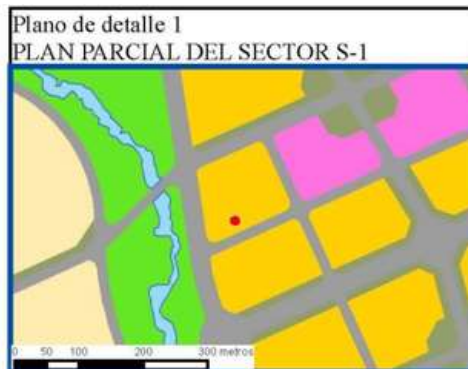 Plano de detalle 1
PLAN PARCIAL DEL SECTOR S-1
0 50 100 200 300 metros